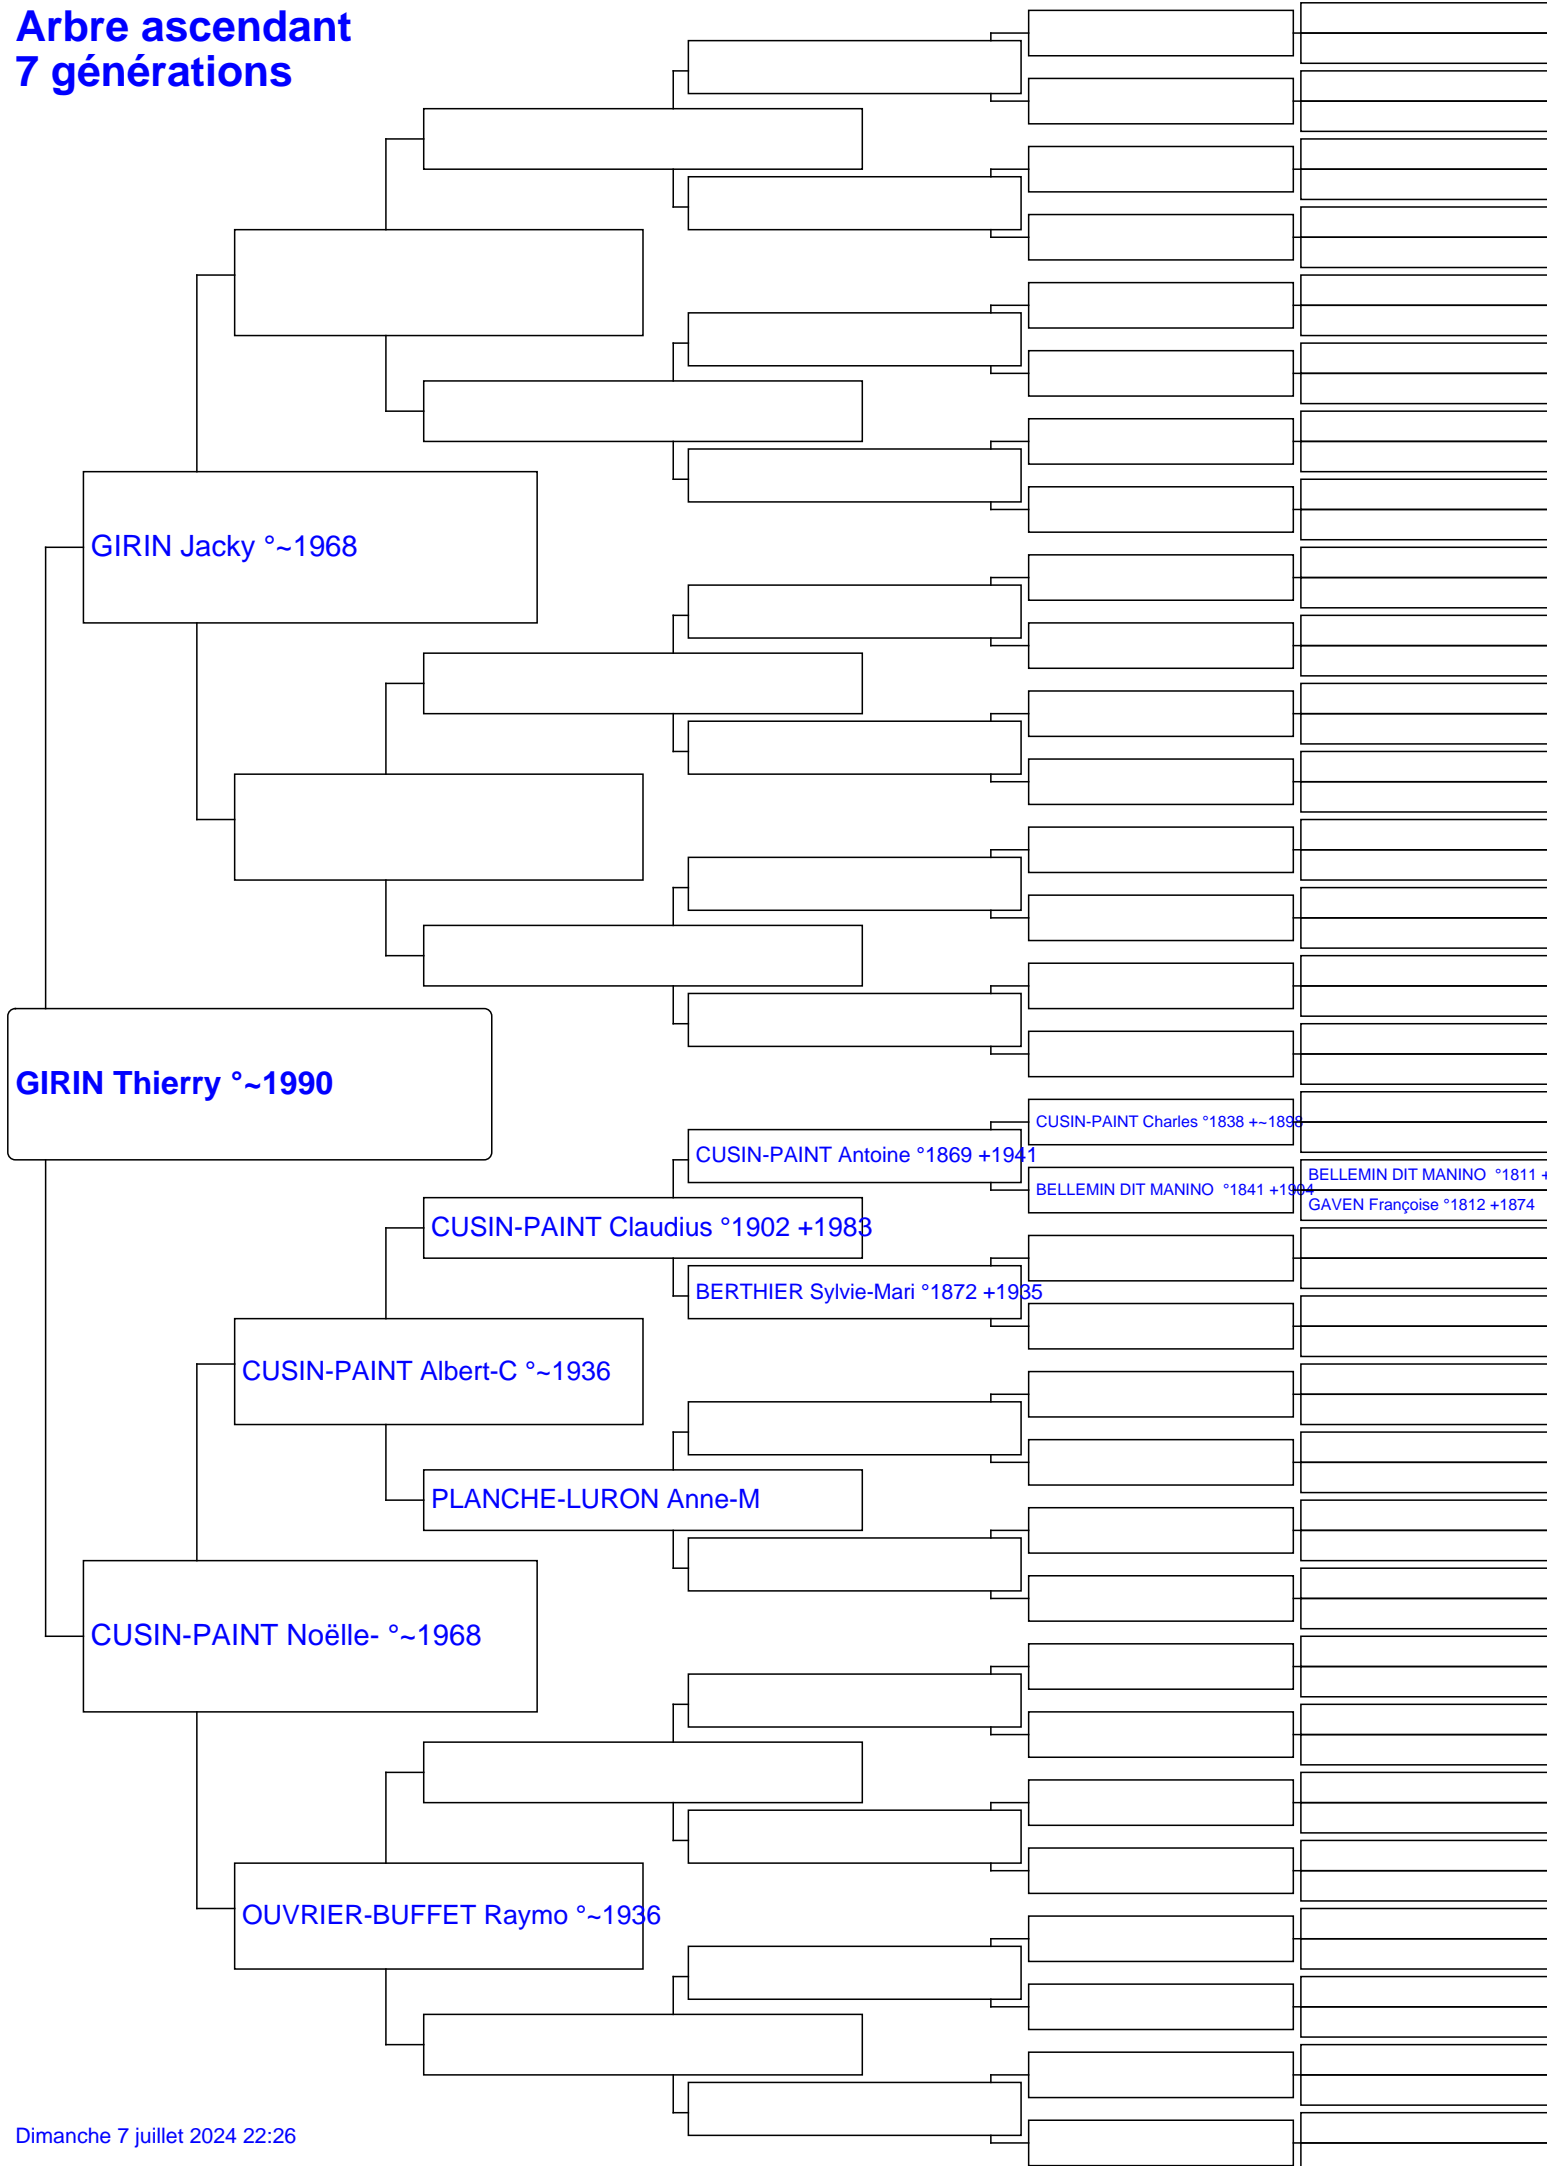 Arbre ascendant
7 générations
GIRIN Jacky °~1968
GIRIN Thierry °~1990
CUSIN-PAINT Charles °1838 +~1898
CUSIN-PAINT Antoine °1869 +1941
BELLEMIN DIT MANINO °1811 +
BELLEMIN DIT MANINO °1841 +1904
GAVEN Françoise °1812 +1874
CUSIN-PAINT Claudius °1902 +1983
BERTHIER Sylvie-Mari °1872 +1935
CUSIN-PAINT Albert-C °~1936
PLANCHE-LURON Anne-M
CUSIN-PAINT Noëlle- °~1968
OUVRIER-BUFFET Raymo °~1936
Dimanche 7 juillet 2024 22:26